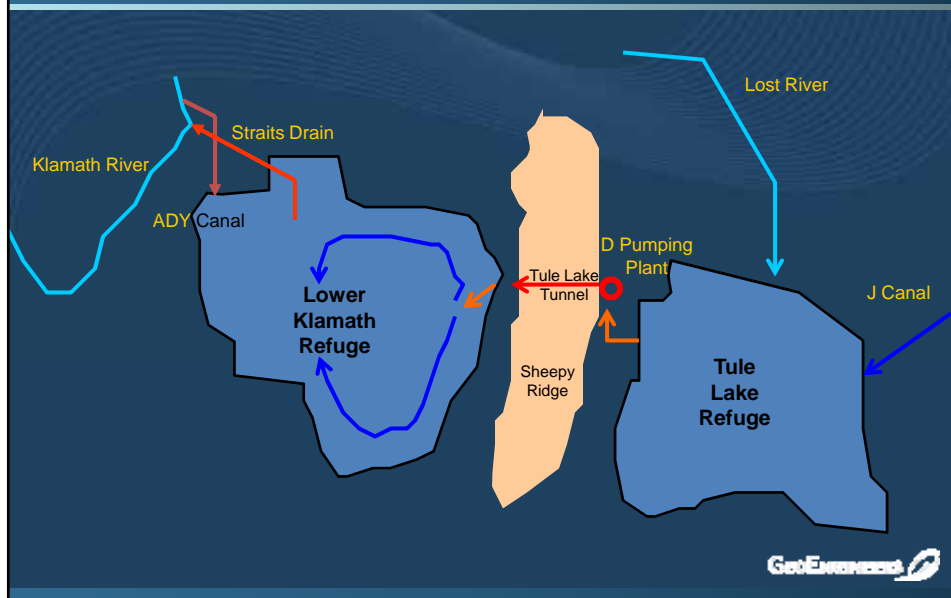 Lost River
Straits Drain
Klamath River
ADY Canal
D Pumping
Plant
Tule Lake
Tunnel
J Canal
Lower
Klamath
Refuge
Sheepy
Ridge
Tule
Lake
Refuge
GeoEngineers